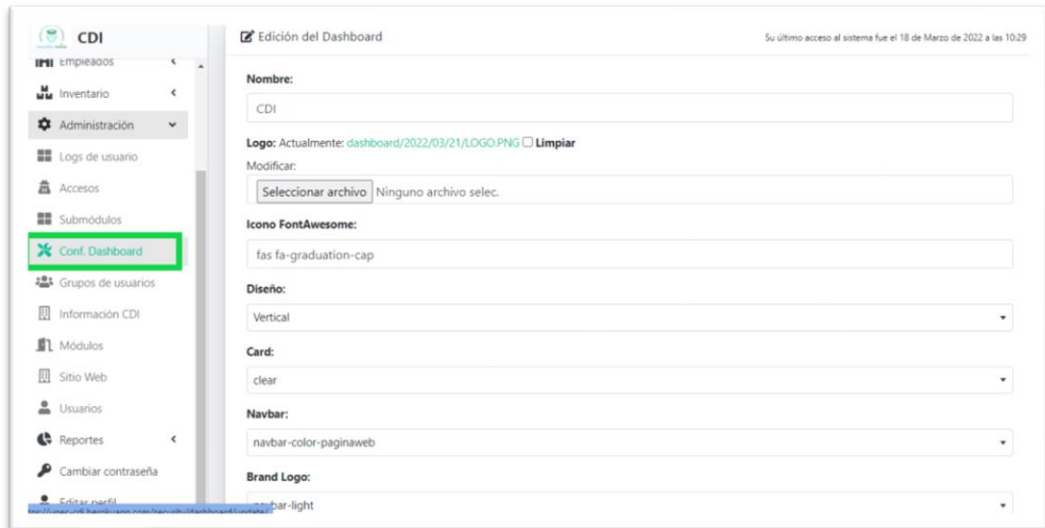 CDI
Empleados
Inventario
Administración
Logs de usuario
Accesos
Submódulos
Conf. Dashboard
Grupos de usuarios
Información CDI
Módulos
Sitio Web
Usuarios
Reportes
Cambiar contraseña
Editar perfil
Edición del Dashboard
Su último acceso al sistema fue el 18 de Marzo de 2022 a las 10:29
Nombre:
CDI
Logo: Actualmente: dashboard/2022/03/21/LOGO.PNG Limpiar
Modificar:
Seleccionar archivo Ninguno archivo selec.
Icono FontAwesome:
fas fa-graduation-cap
Diseño:
Vertical
Card:
clear
Navbar:
navbar-color-paginaweb
Brand Logo: